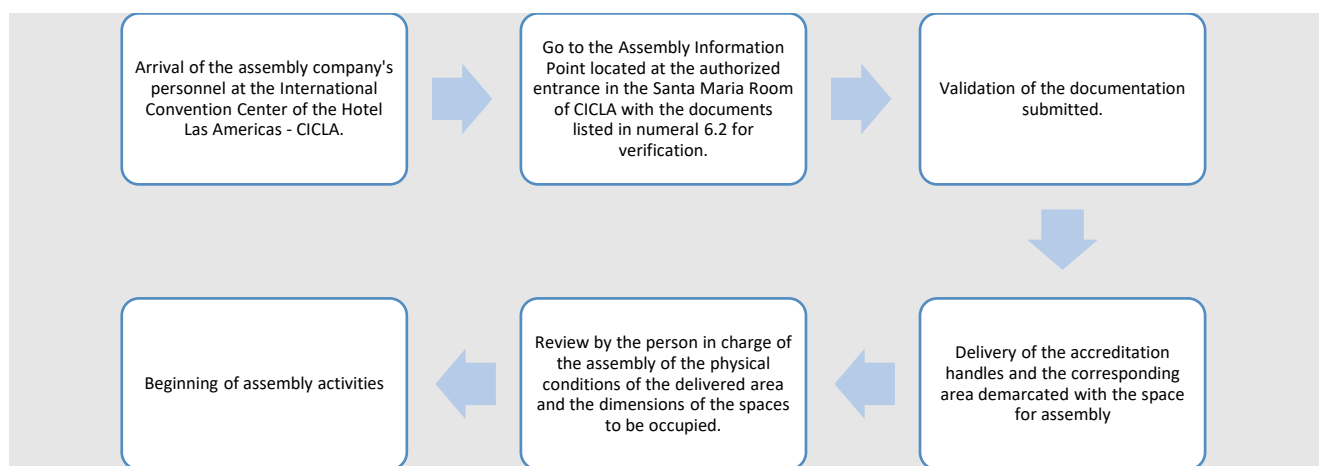 Arrival of the assembly company's
personnel at the International
Convention Center of the Hotel
Las Americas - CICLA.
Go to the Assembly Information
Point located at the authorized
entrance in the Santa Maria Room
of CICLA with the documents
listed in numeral 6.2 for
verification.
Validation of the documentation
submitted.
Delivery of the accreditation
handles and the corresponding
area demarcated with the space
for assembly
Review by the person in charge of
the assembly of the physical
conditions of the delivered area
and the dimensions of the spaces
to be occupied.
Beginning of assembly activities